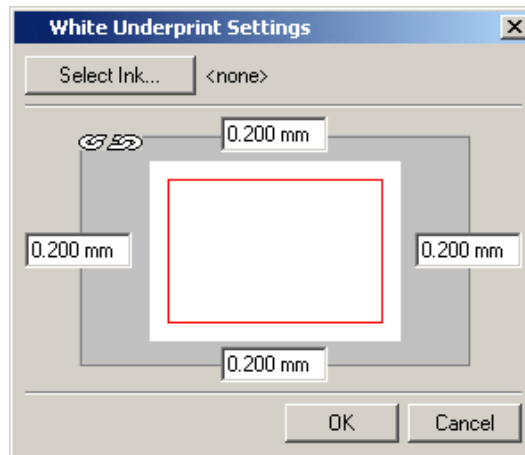 White Underprint Settings
Select Ink... <none>
0.200 mm
0.200 mm 0.200 mm
0.200 mm
OK Cancel